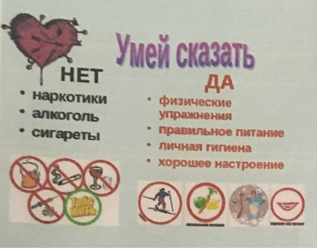 Умей сказать
НЕТ
• наркотики
• алкоголь
• сигареты
ДА
• физические
упражнения
• правильное питание
• личная гигиена
• хорошее настроение